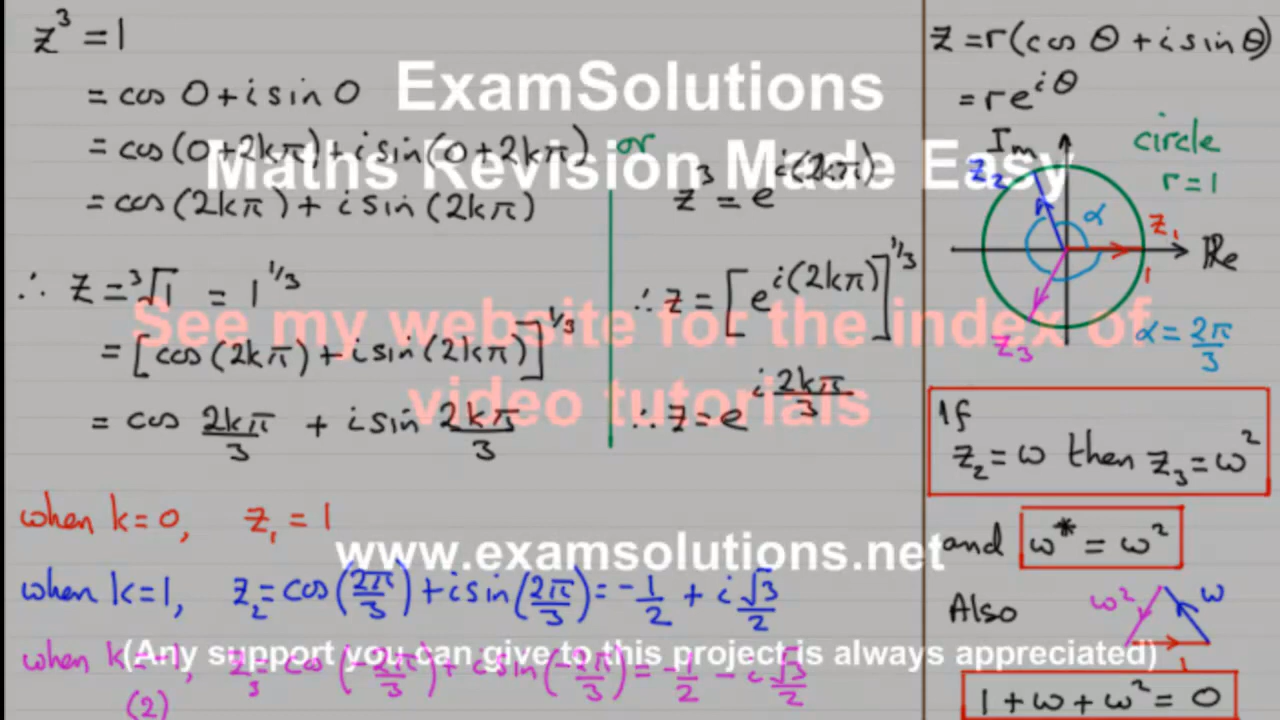 z³ = 1
= cos 0 + i sin 0
= cos(0+2kπ) + i sin(0+2kπ) or
= cos(2kπ) + i sin(2kπ)
∴ z = ³√1 = 1^{1/3}
= [cos(2kπ) + i sin(2kπ)]^{1/3}
= cos 2kπ/3 + i sin 2kπ/3
z³ = e^{i(2kπ)}
∴ z = [e^{i(2kπ)}]^{1/3}
∴ z = e^{i 2kπ/3}
when k=0, z₁ = 1
when k=1, z₂ = cos(2π/3) + i sin(2π/3) = -1/2 + i √3/2
when k=-1, z₃ = cos(-2π/3) + i sin(-2π/3) = -1/2 - i √3/2
(2)
z = r(cos θ + i sin θ)
= re^{iθ}
Im
circle
r = 1
z₂
α
z₁
Re
1
z₃
α = 2π/3
If
z₂ = ω then z₃ = ω²
and ω* = ω²
Also
ω²
ω
1
1 + ω + ω² = 0
ExamSolutions
Maths Revision Made Easy
See my website for the index of
video tutorials
www.examsolutions.net
(Any support you can give to this project is always appreciated)